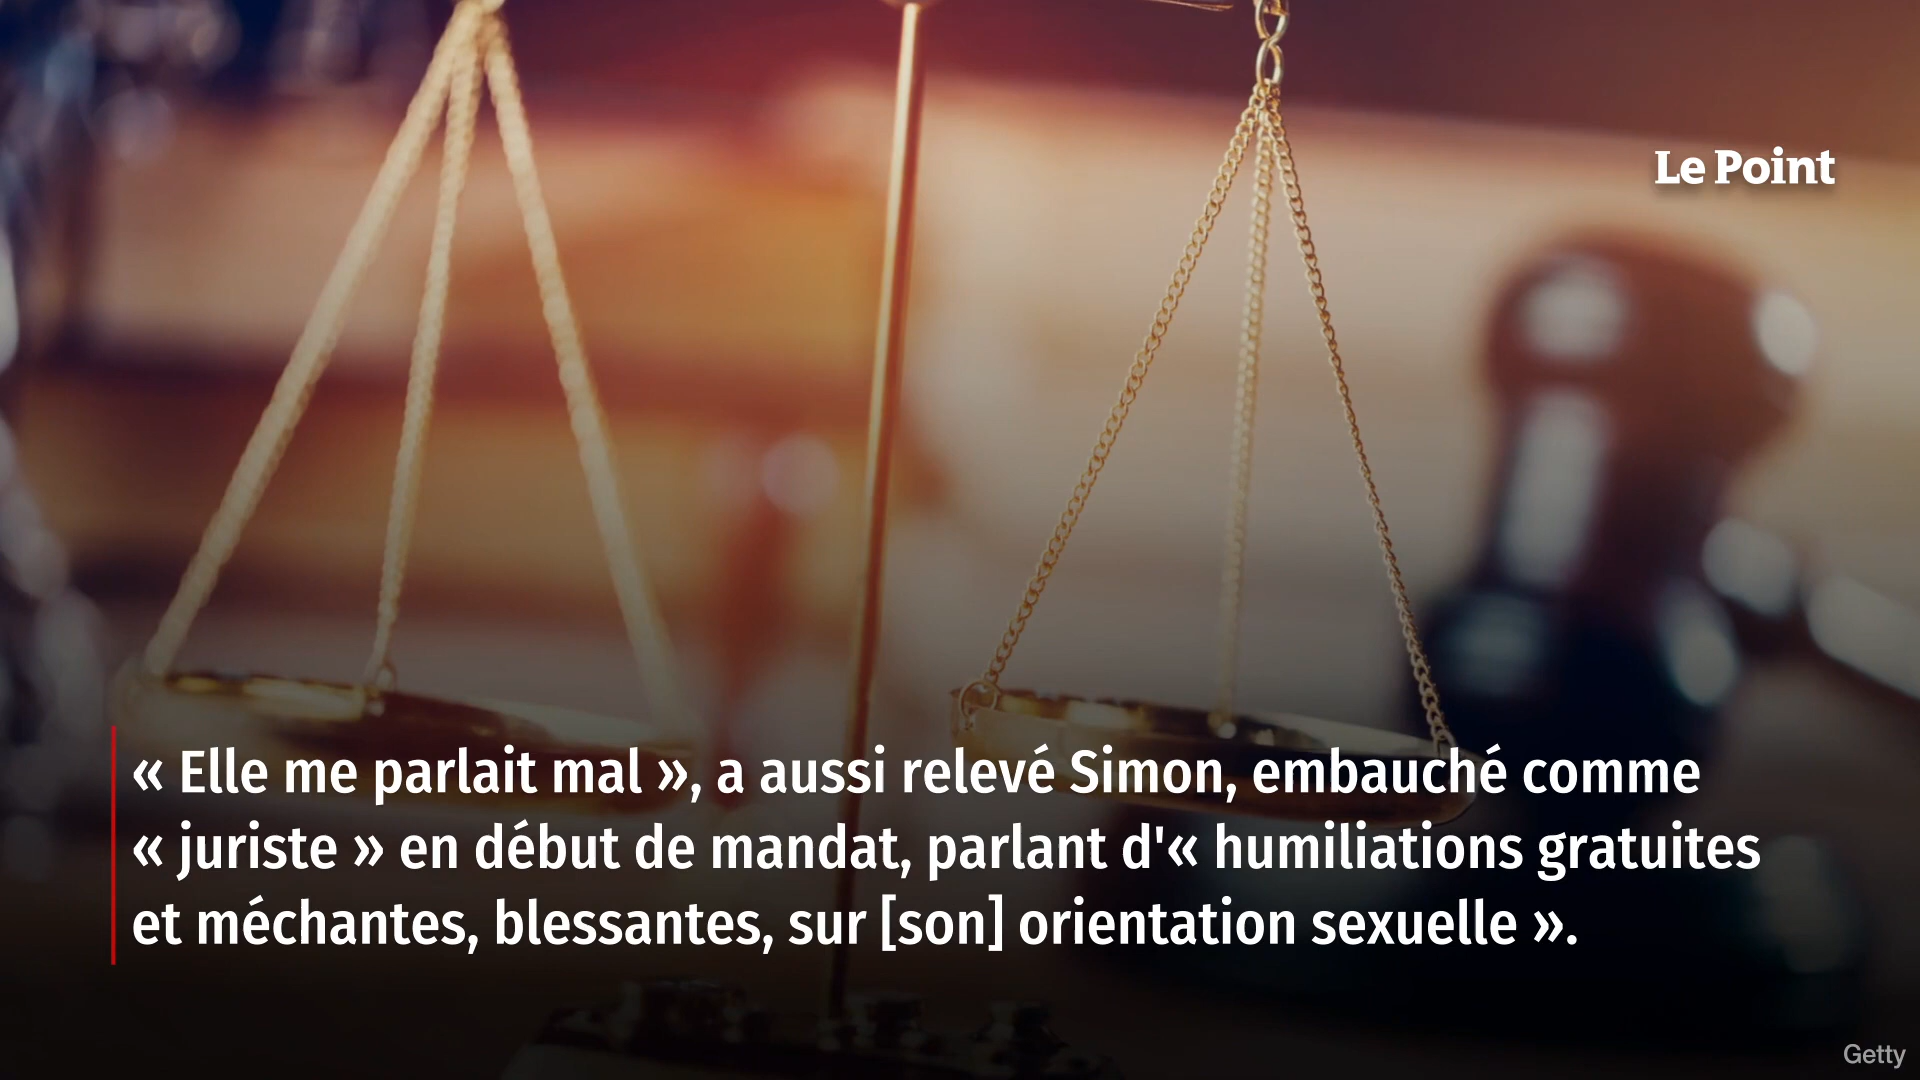 Le Point
« Elle me parlait mal », a aussi relevé Simon, embauché comme
« juriste » en début de mandat, parlant d'« humiliations gratuites
et méchantes, blessantes, sur [son] orientation sexuelle ».
Getty